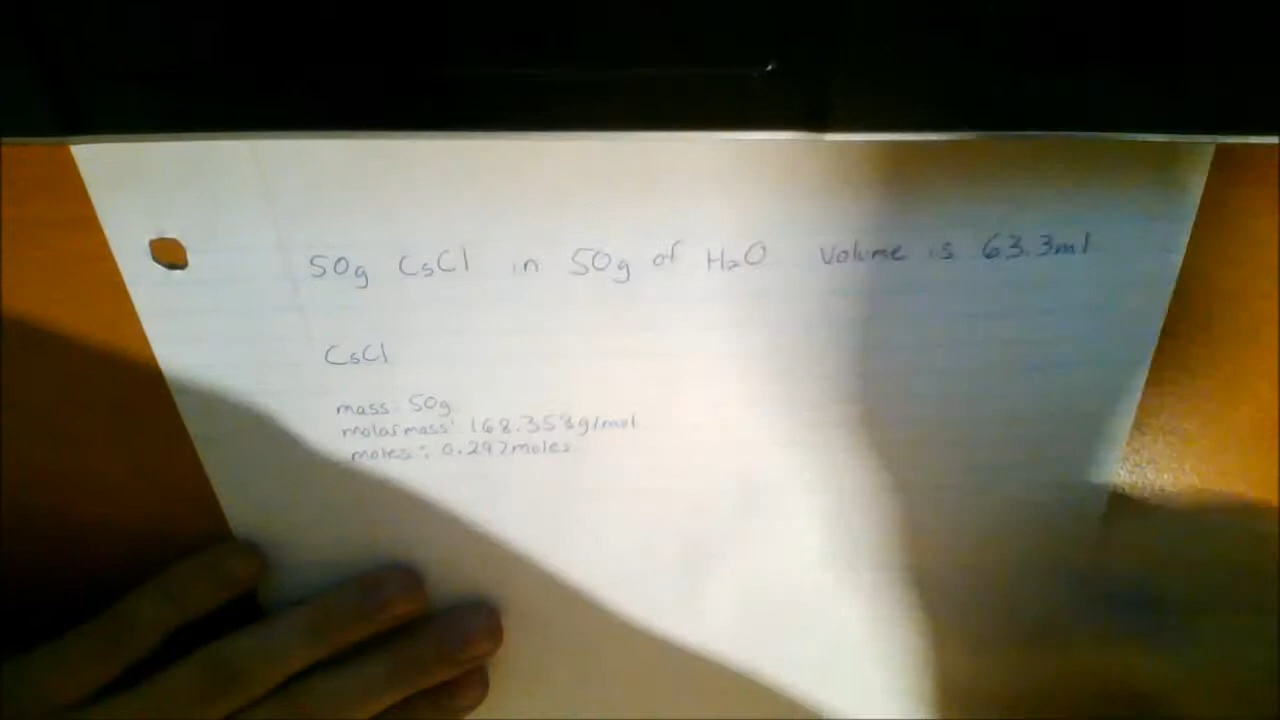 50g CsCl in 50g of H2O Volume is 63.3ml
CsCl
mass: 50g
molar mass: 168.358g/mol
moles: 0.297moles